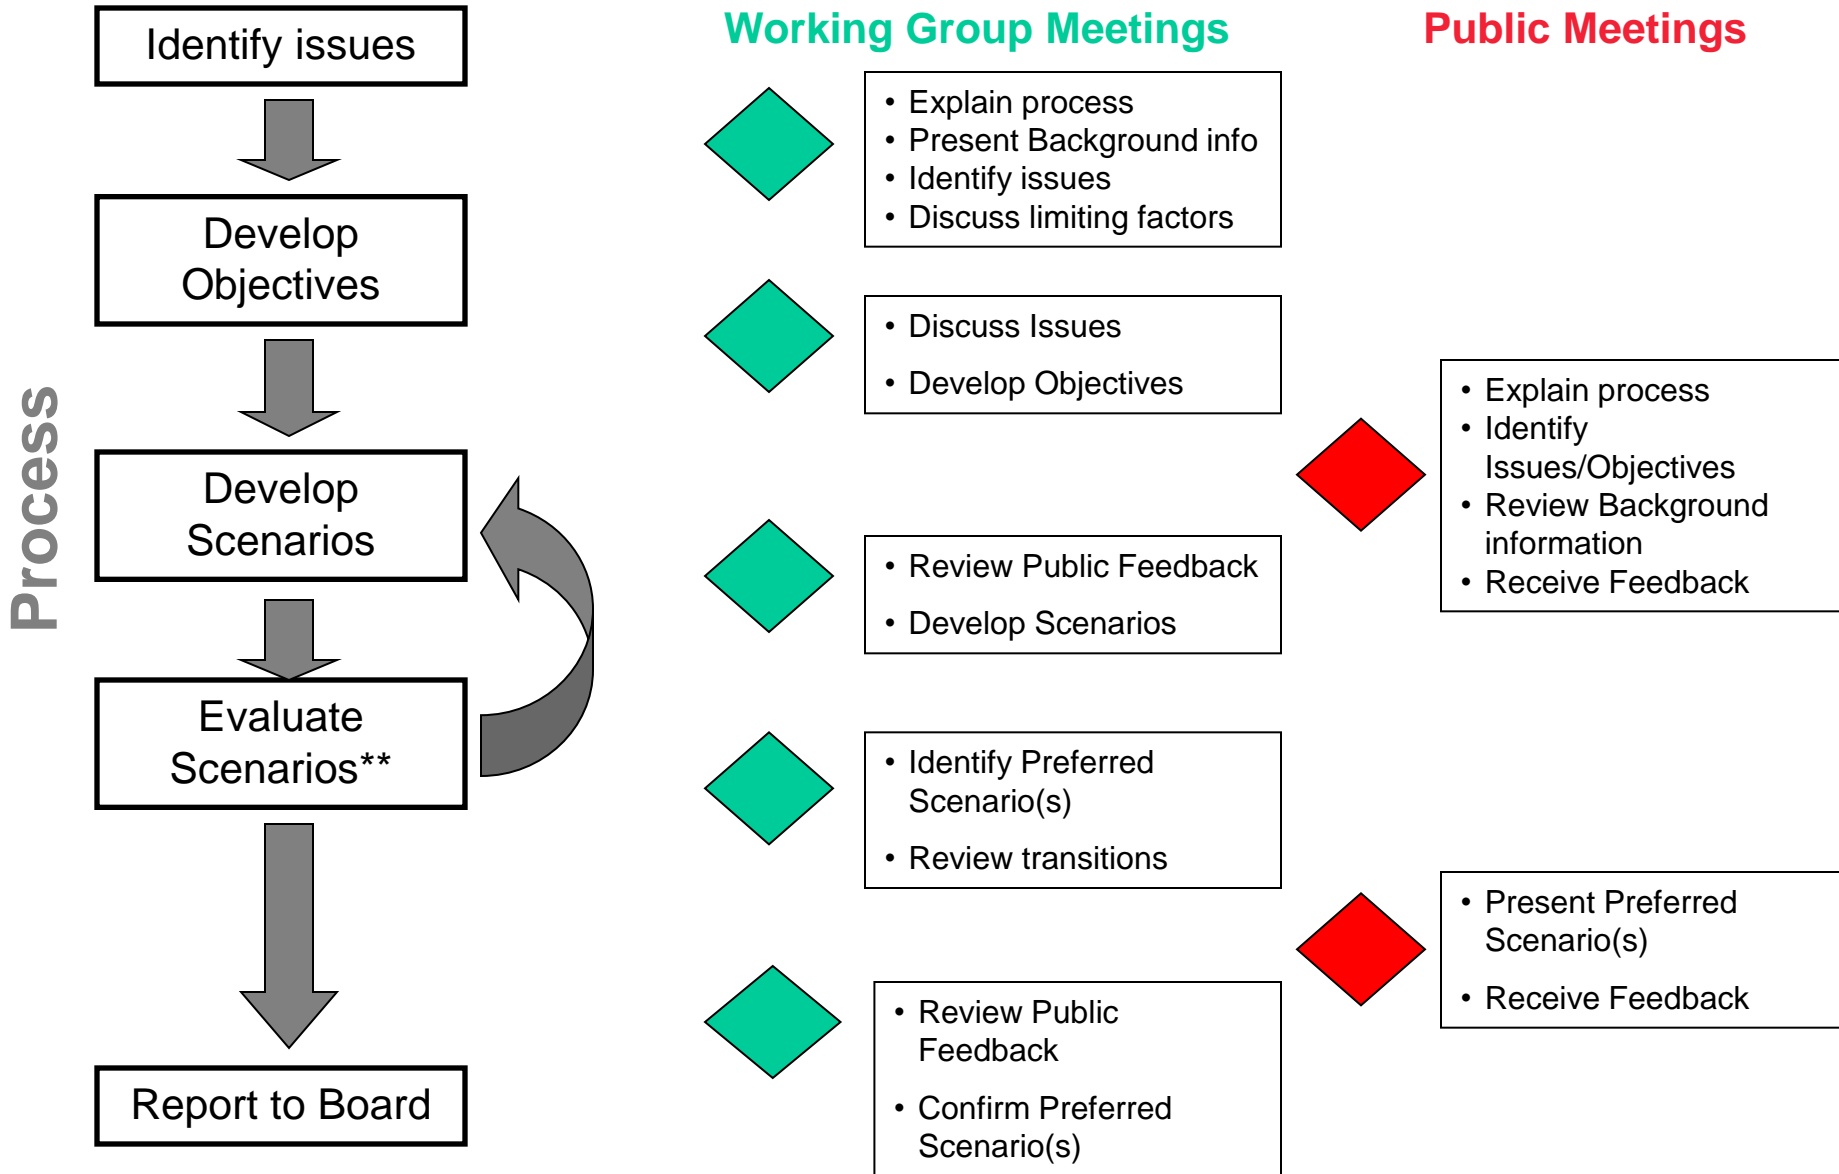 Process
Identify issues
Develop
Objectives
Develop
Scenarios
Evaluate
Scenarios**
Report to Board
Working Group Meetings
• Explain process
• Present Background info
• Identify issues
• Discuss limiting factors
• Discuss Issues
• Develop Objectives
• Review Public Feedback
• Develop Scenarios
• Identify Preferred
Scenario(s)
• Review transitions
• Review Public
Feedback
• Confirm Preferred
Scenario(s)
Public Meetings
• Explain process
• Identify
Issues/Objectives
• Review Background
information
• Receive Feedback
• Present Preferred
Scenario(s)
• Receive Feedback